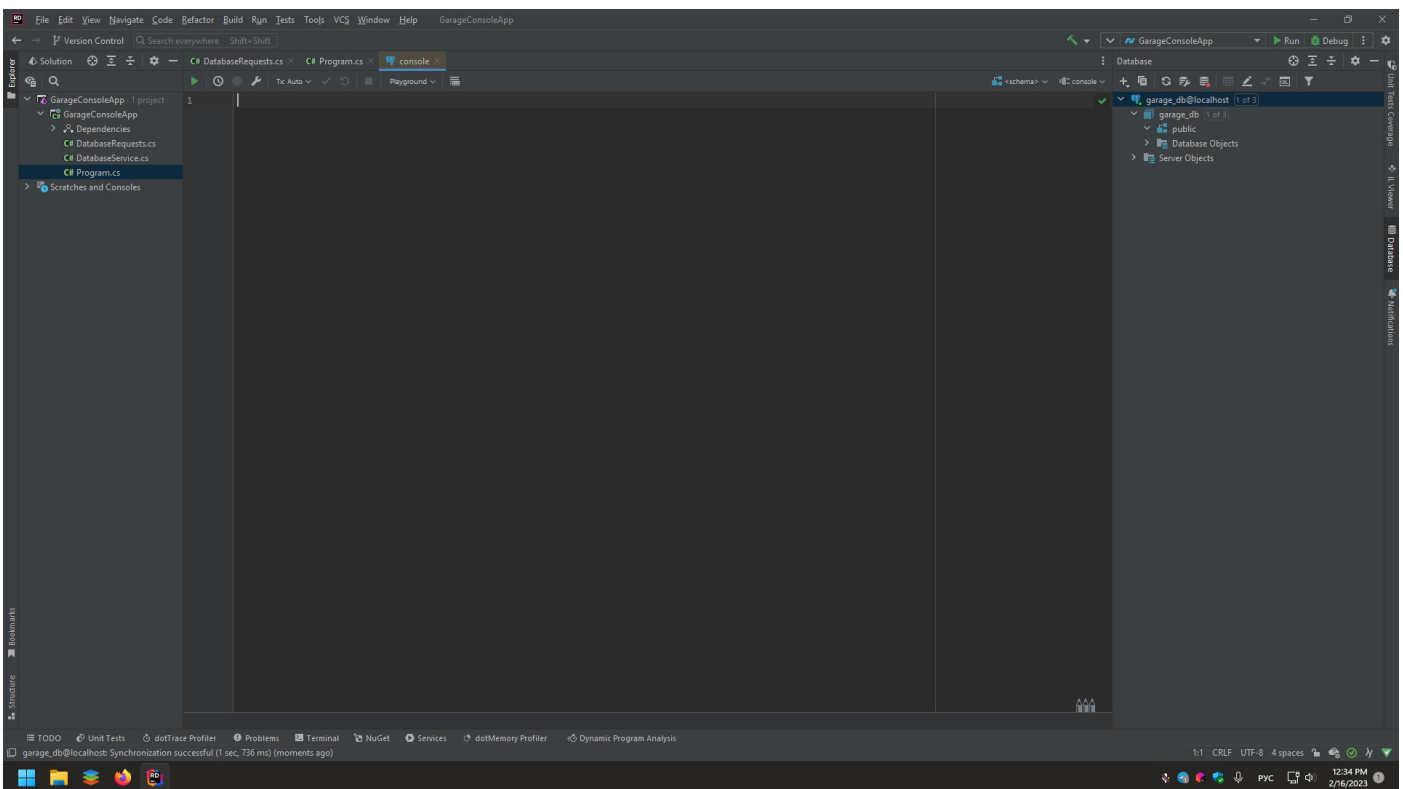 RD File Edit View Navigate Code Refactor Build Run Tests Tools VCS Window Help GarageConsoleApp
Version Control Search everywhere Shift+Shift GarageConsoleApp Run Debug
Solution C# DatabaseRequests.cs C# Program.cs console Database
Tx: Auto Playground <schema> console
GarageConsoleApp · 1 project
GarageConsoleApp
Dependencies
C# DatabaseRequests.cs
C# DatabaseService.cs
C# Program.cs
Scratches and Consoles
1
garage_db@localhost 1 of 3
garage_db 1 of 3
public
Database Objects
Server Objects
Explorer
Bookmarks
Structure
Unit Tests Coverage
IL Viewer
Database
Notifications
TODO Unit Tests dotTrace Profiler Problems Terminal NuGet Services dotMemory Profiler Dynamic Program Analysis
garage_db@localhost: Synchronization successful (1 sec, 736 ms) (moments ago) 1:1 CRLF UTF-8 4 spaces
РУС 12:34 PM
2/16/2023 1